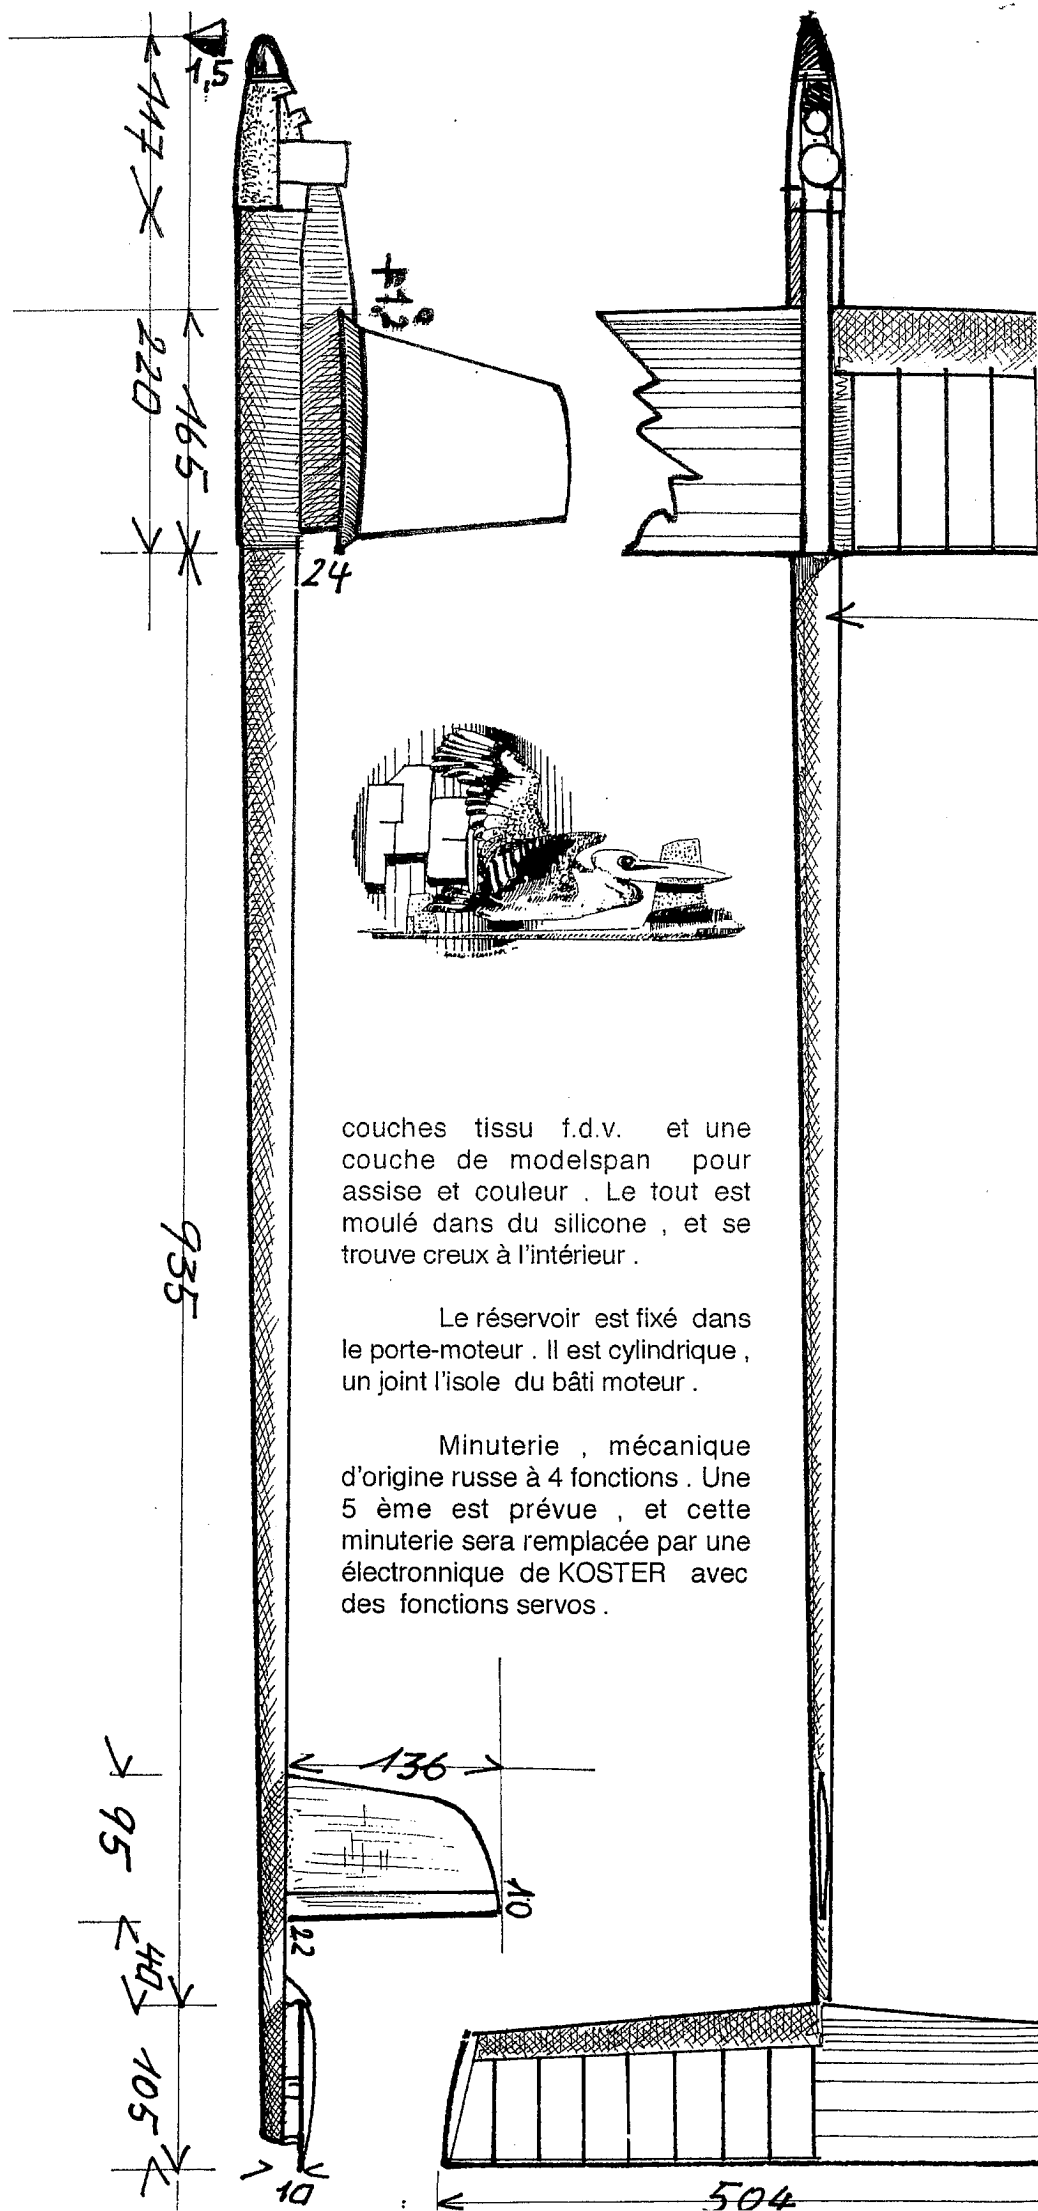 1,5
117
220
165
+12°
24
couches tissu f.d.v. et une
couche de modelspan pour
assise et couleur . Le tout est
moulé dans du silicone , et se
trouve creux à l'intérieur .
Le réservoir est fixé dans
le porte-moteur . Il est cylindrique ,
un joint l'isole du bâti moteur .
Minuterie , mécanique
d'origine russe à 4 fonctions . Une
5 ème est prévue , et cette
minuterie sera remplacée par une
électronnique de KOSTER avec
des fonctions servos .
935
136
95
10
22
40
105
10
504